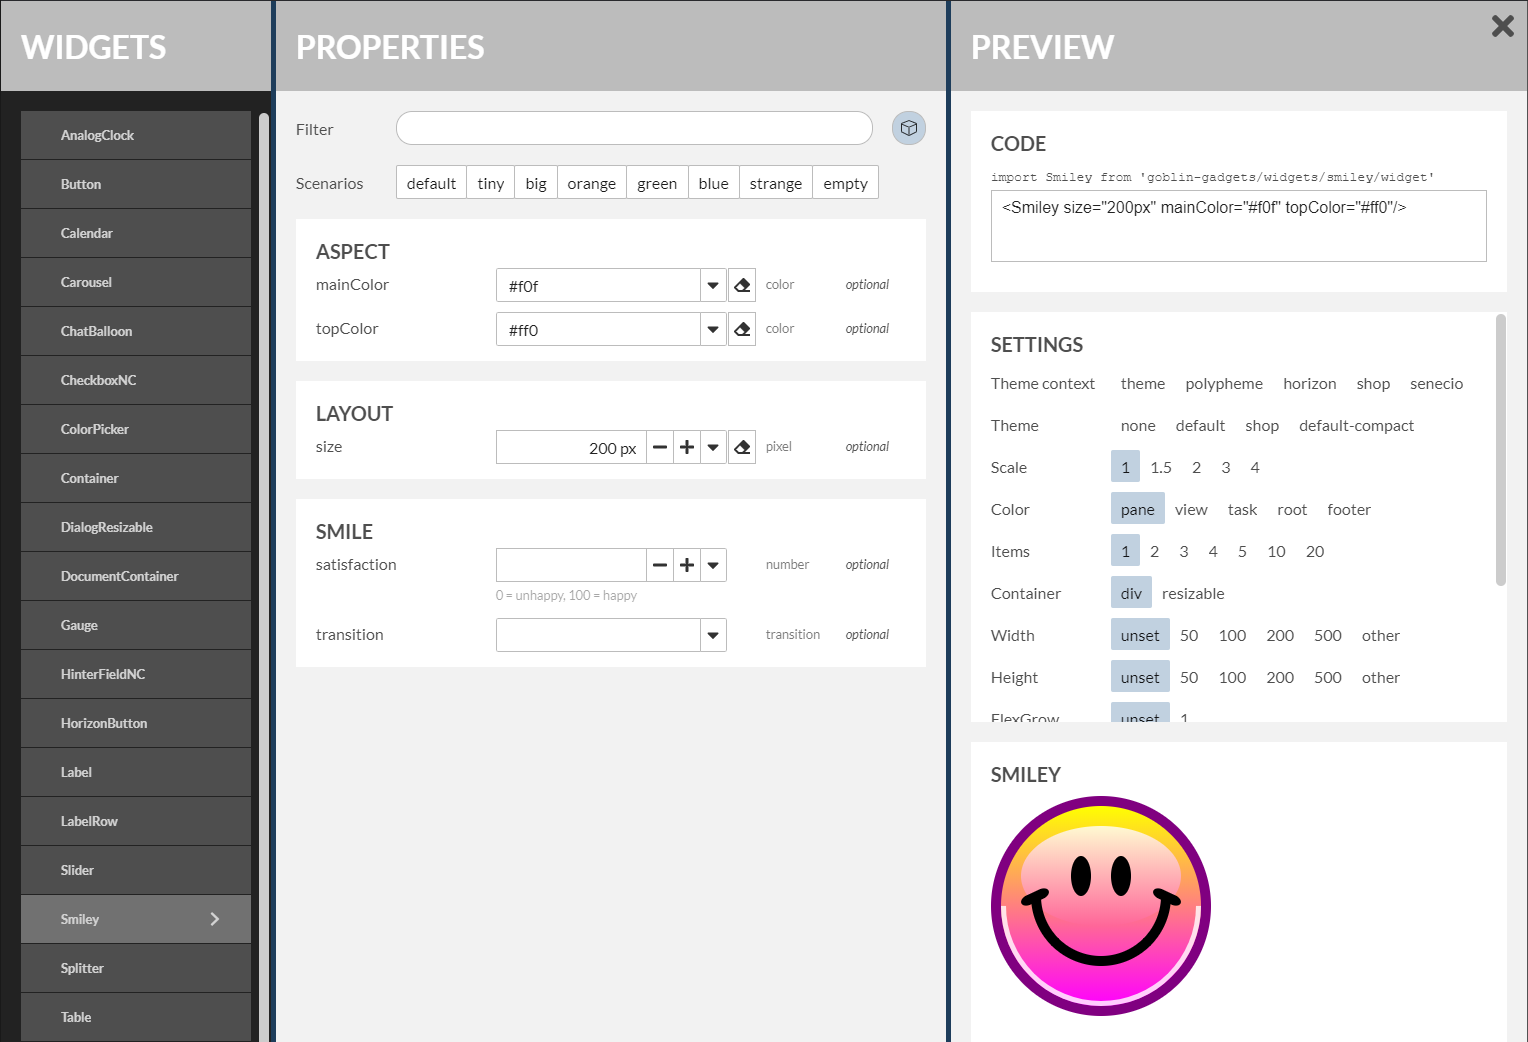 WIDGETS
AnalogClock
Button
Calendar
Carousel
ChatBalloon
CheckboxNC
ColorPicker
Container
DialogResizable
DocumentContainer
Gauge
HinterFieldNC
HorizonButton
Label
LabelRow
Slider
Smiley
Splitter
Table
PROPERTIES
Filter
Scenarios default tiny big orange green blue strange empty
ASPECT
mainColor #f0f color optional
topColor #ff0 color optional
LAYOUT
size 200 px pixel optional
SMILE
satisfaction number optional
0 = unhappy, 100 = happy
transition transition optional
PREVIEW
CODE
import Smiley from 'goblin-gadgets/widgets/smiley/widget'
<Smiley size="200px" mainColor="#f0f" topColor="#ff0"/>
SETTINGS
Theme context theme polypheme horizon shop senecio
Theme none default shop default-compact
Scale 1 1.5 2 3 4
Color pane view task root footer
Items 1 2 3 4 5 10 20
Container div resizable
Width unset 50 100 200 500 other
Height unset 50 100 200 500 other
FlexGrow unset 1
SMILEY